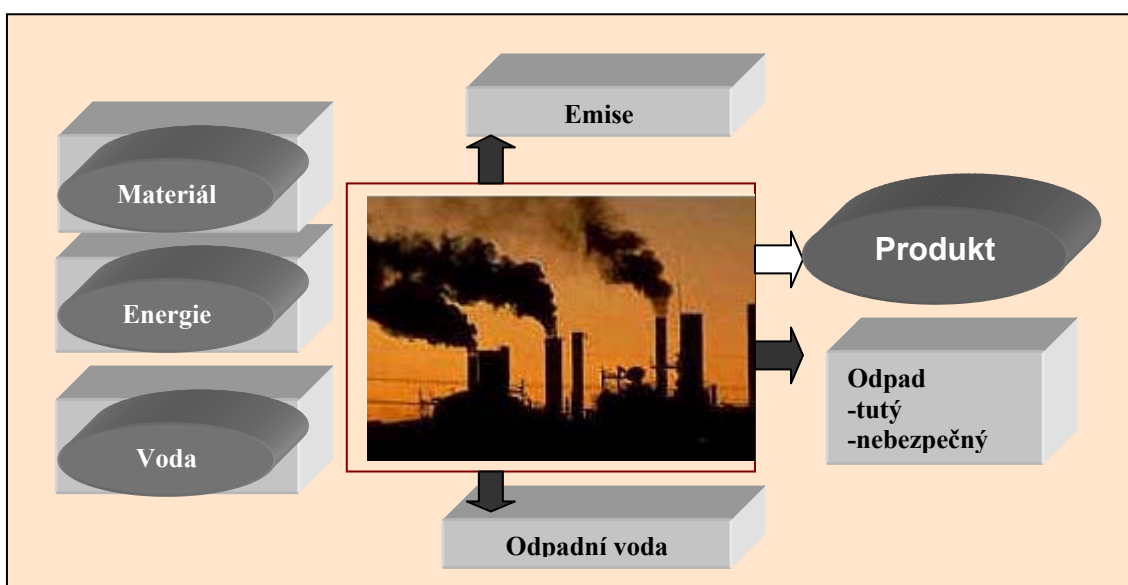 Emise
Materiál
Energie
Voda
Produkt
Odpad
-tutý
-nebezpečný
Odpadní voda